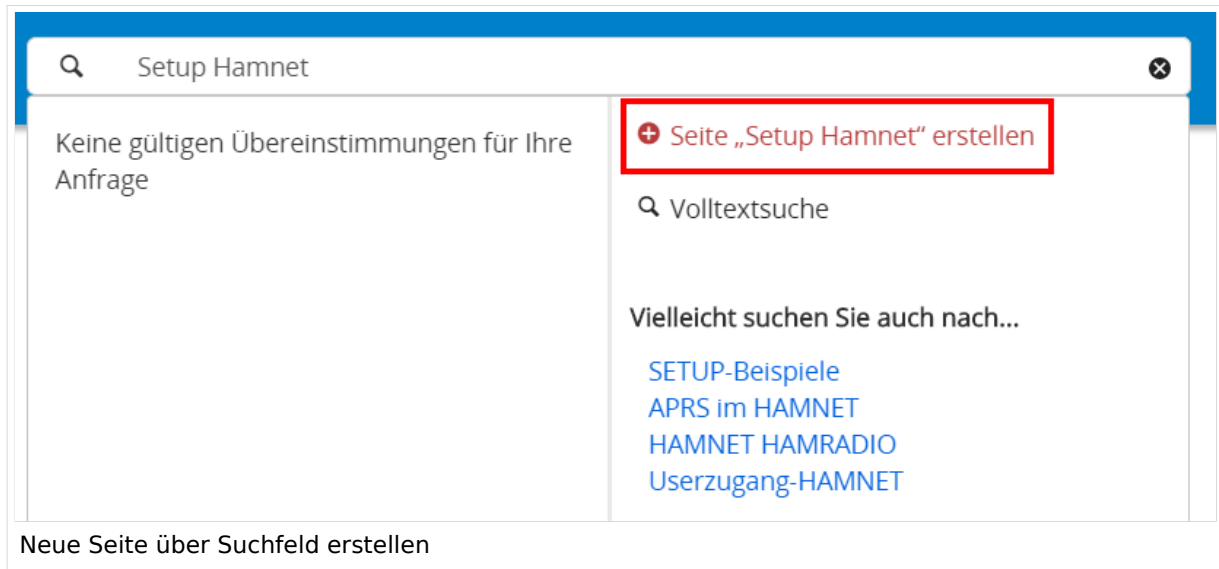 Setup Hamnet
Keine gültigen Übereinstimmungen für Ihre
Anfrage
Seite „Setup Hamnet“ erstellen
Volltextsuche
Vielleicht suchen Sie auch nach...
SETUP-Beispiele
APRS im HAMNET
HAMNET HAMRADIO
Userzugang-HAMNET
Neue Seite über Suchfeld erstellen